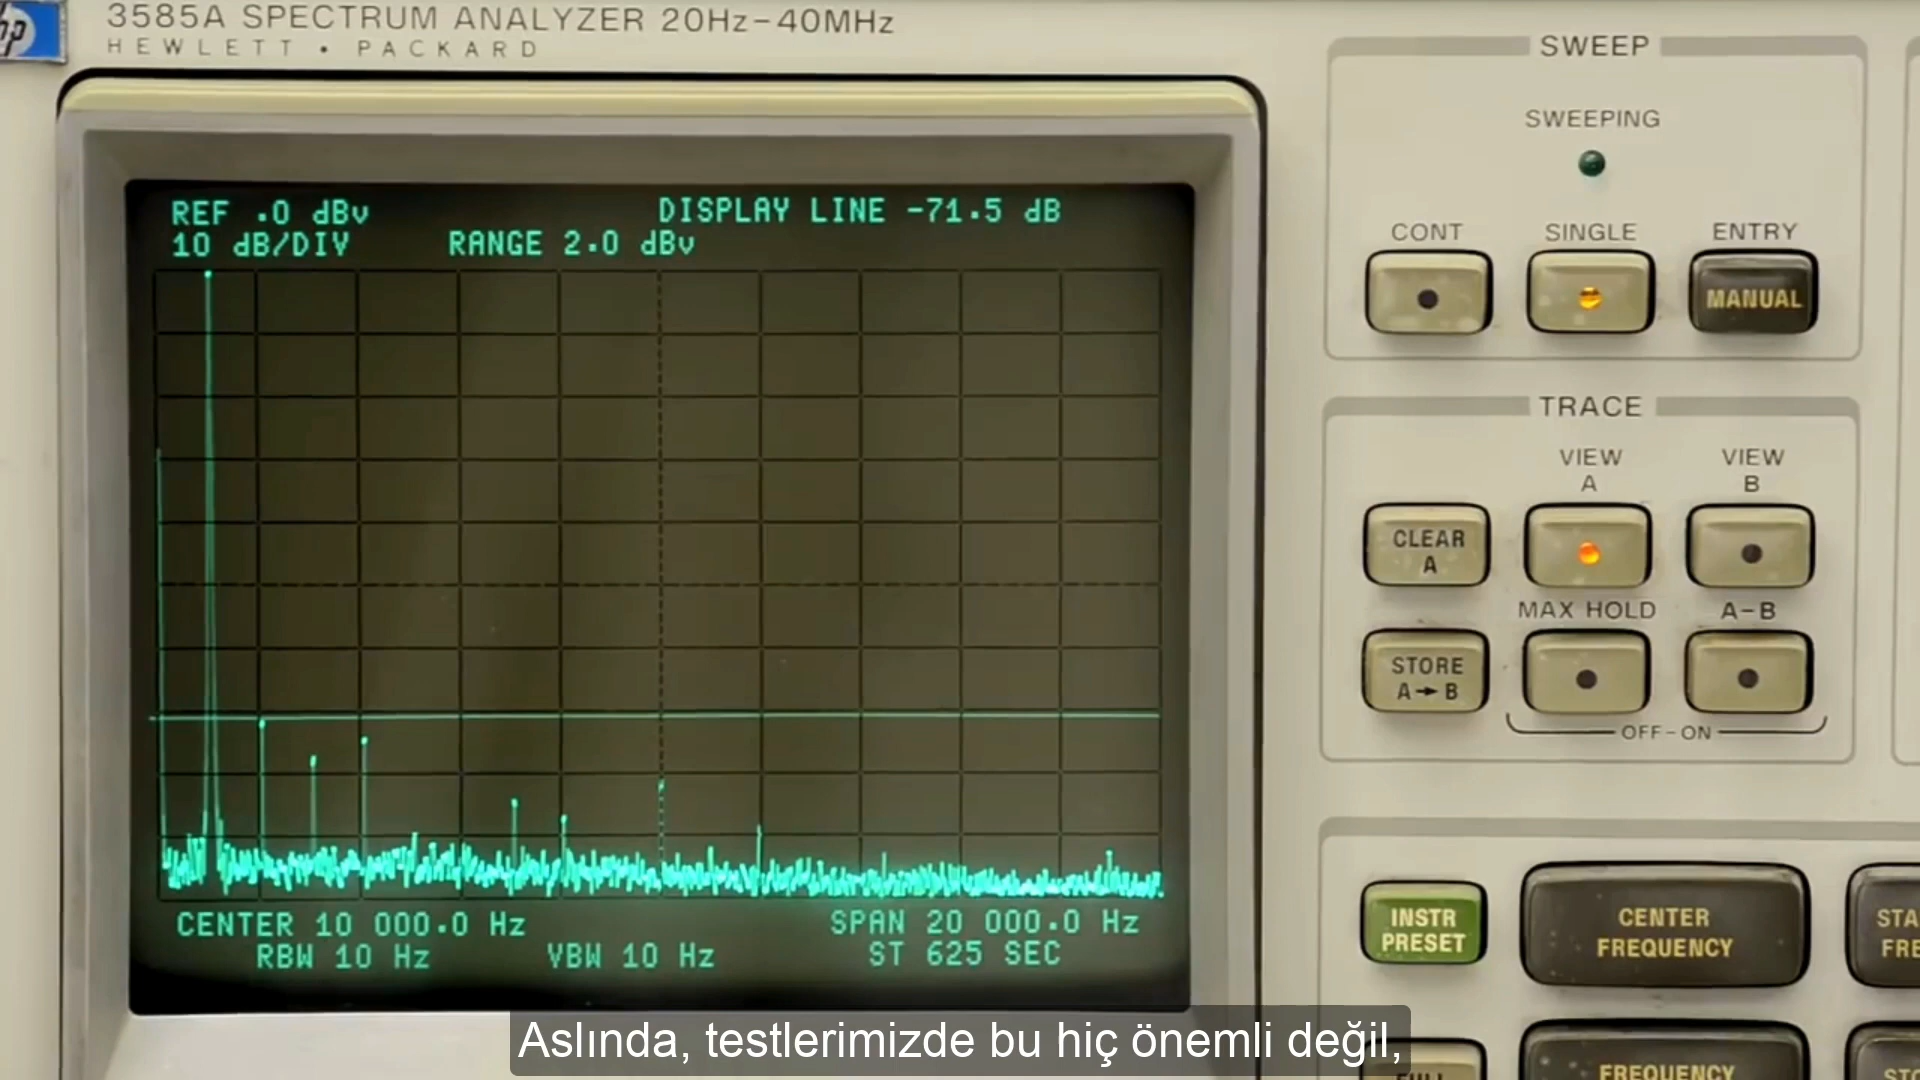 hp
3585A SPECTRUM ANALYZER 20Hz-40MHz
HEWLETT • PACKARD
REF .0 dBv
DISPLAY LINE -71.5 dB
10 dB/DIV
RANGE 2.0 dBv
CENTER 10 000.0 Hz
SPAN 20 000.0 Hz
RBW 10 Hz
VBW 10 Hz
ST 625 SEC
SWEEP
SWEEPING
CONT
SINGLE
ENTRY
MANUAL
TRACE
VIEW
A
VIEW
B
CLEAR
A
MAX HOLD
A-B
STORE
A→B
OFF-ON
INSTR
PRESET
CENTER
FREQUENCY
FREQUENCY
Aslında, testlerimizde bu hiç önemli değil,